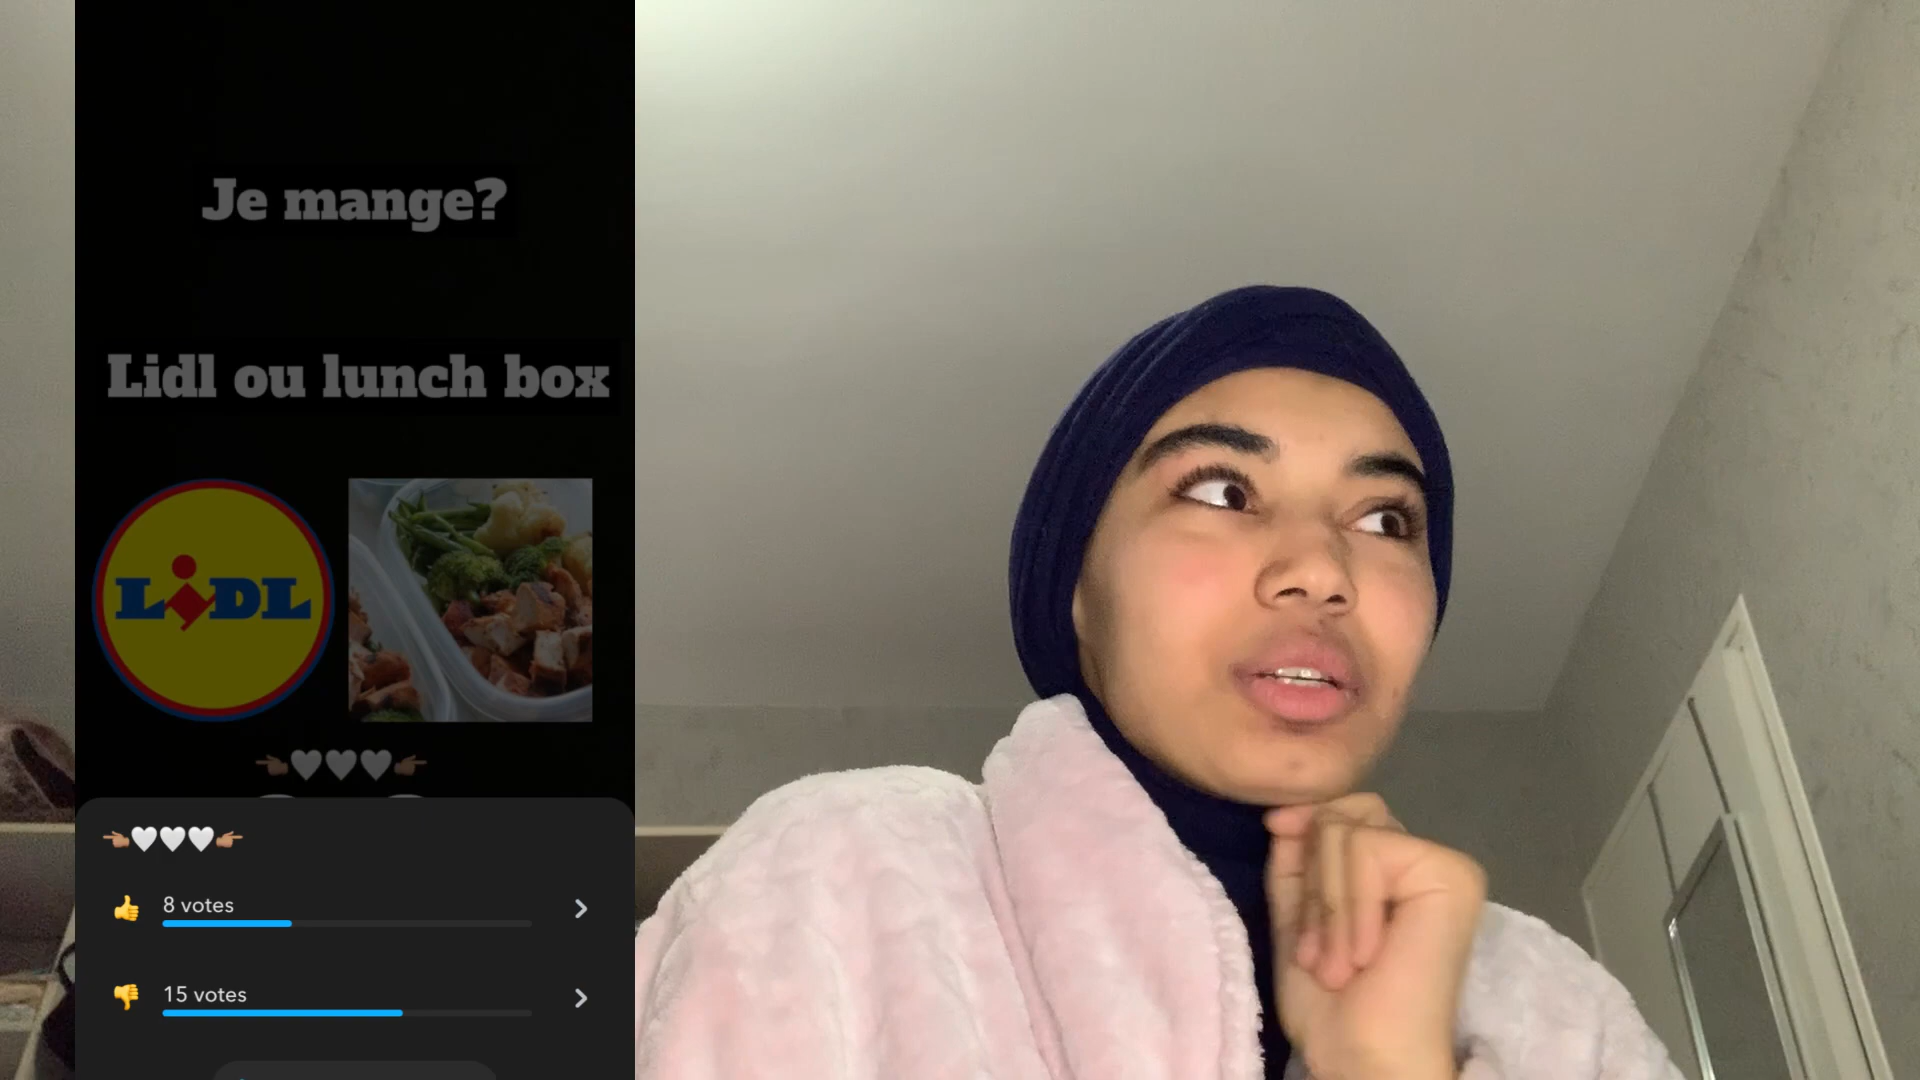 Je mange?
Lidl ou lunch box
LIDL
👈🏽🤍🤍🤍👉🏽
👈🏽🤍🤍🤍👉🏽
👍 8 votes
👎 15 votes